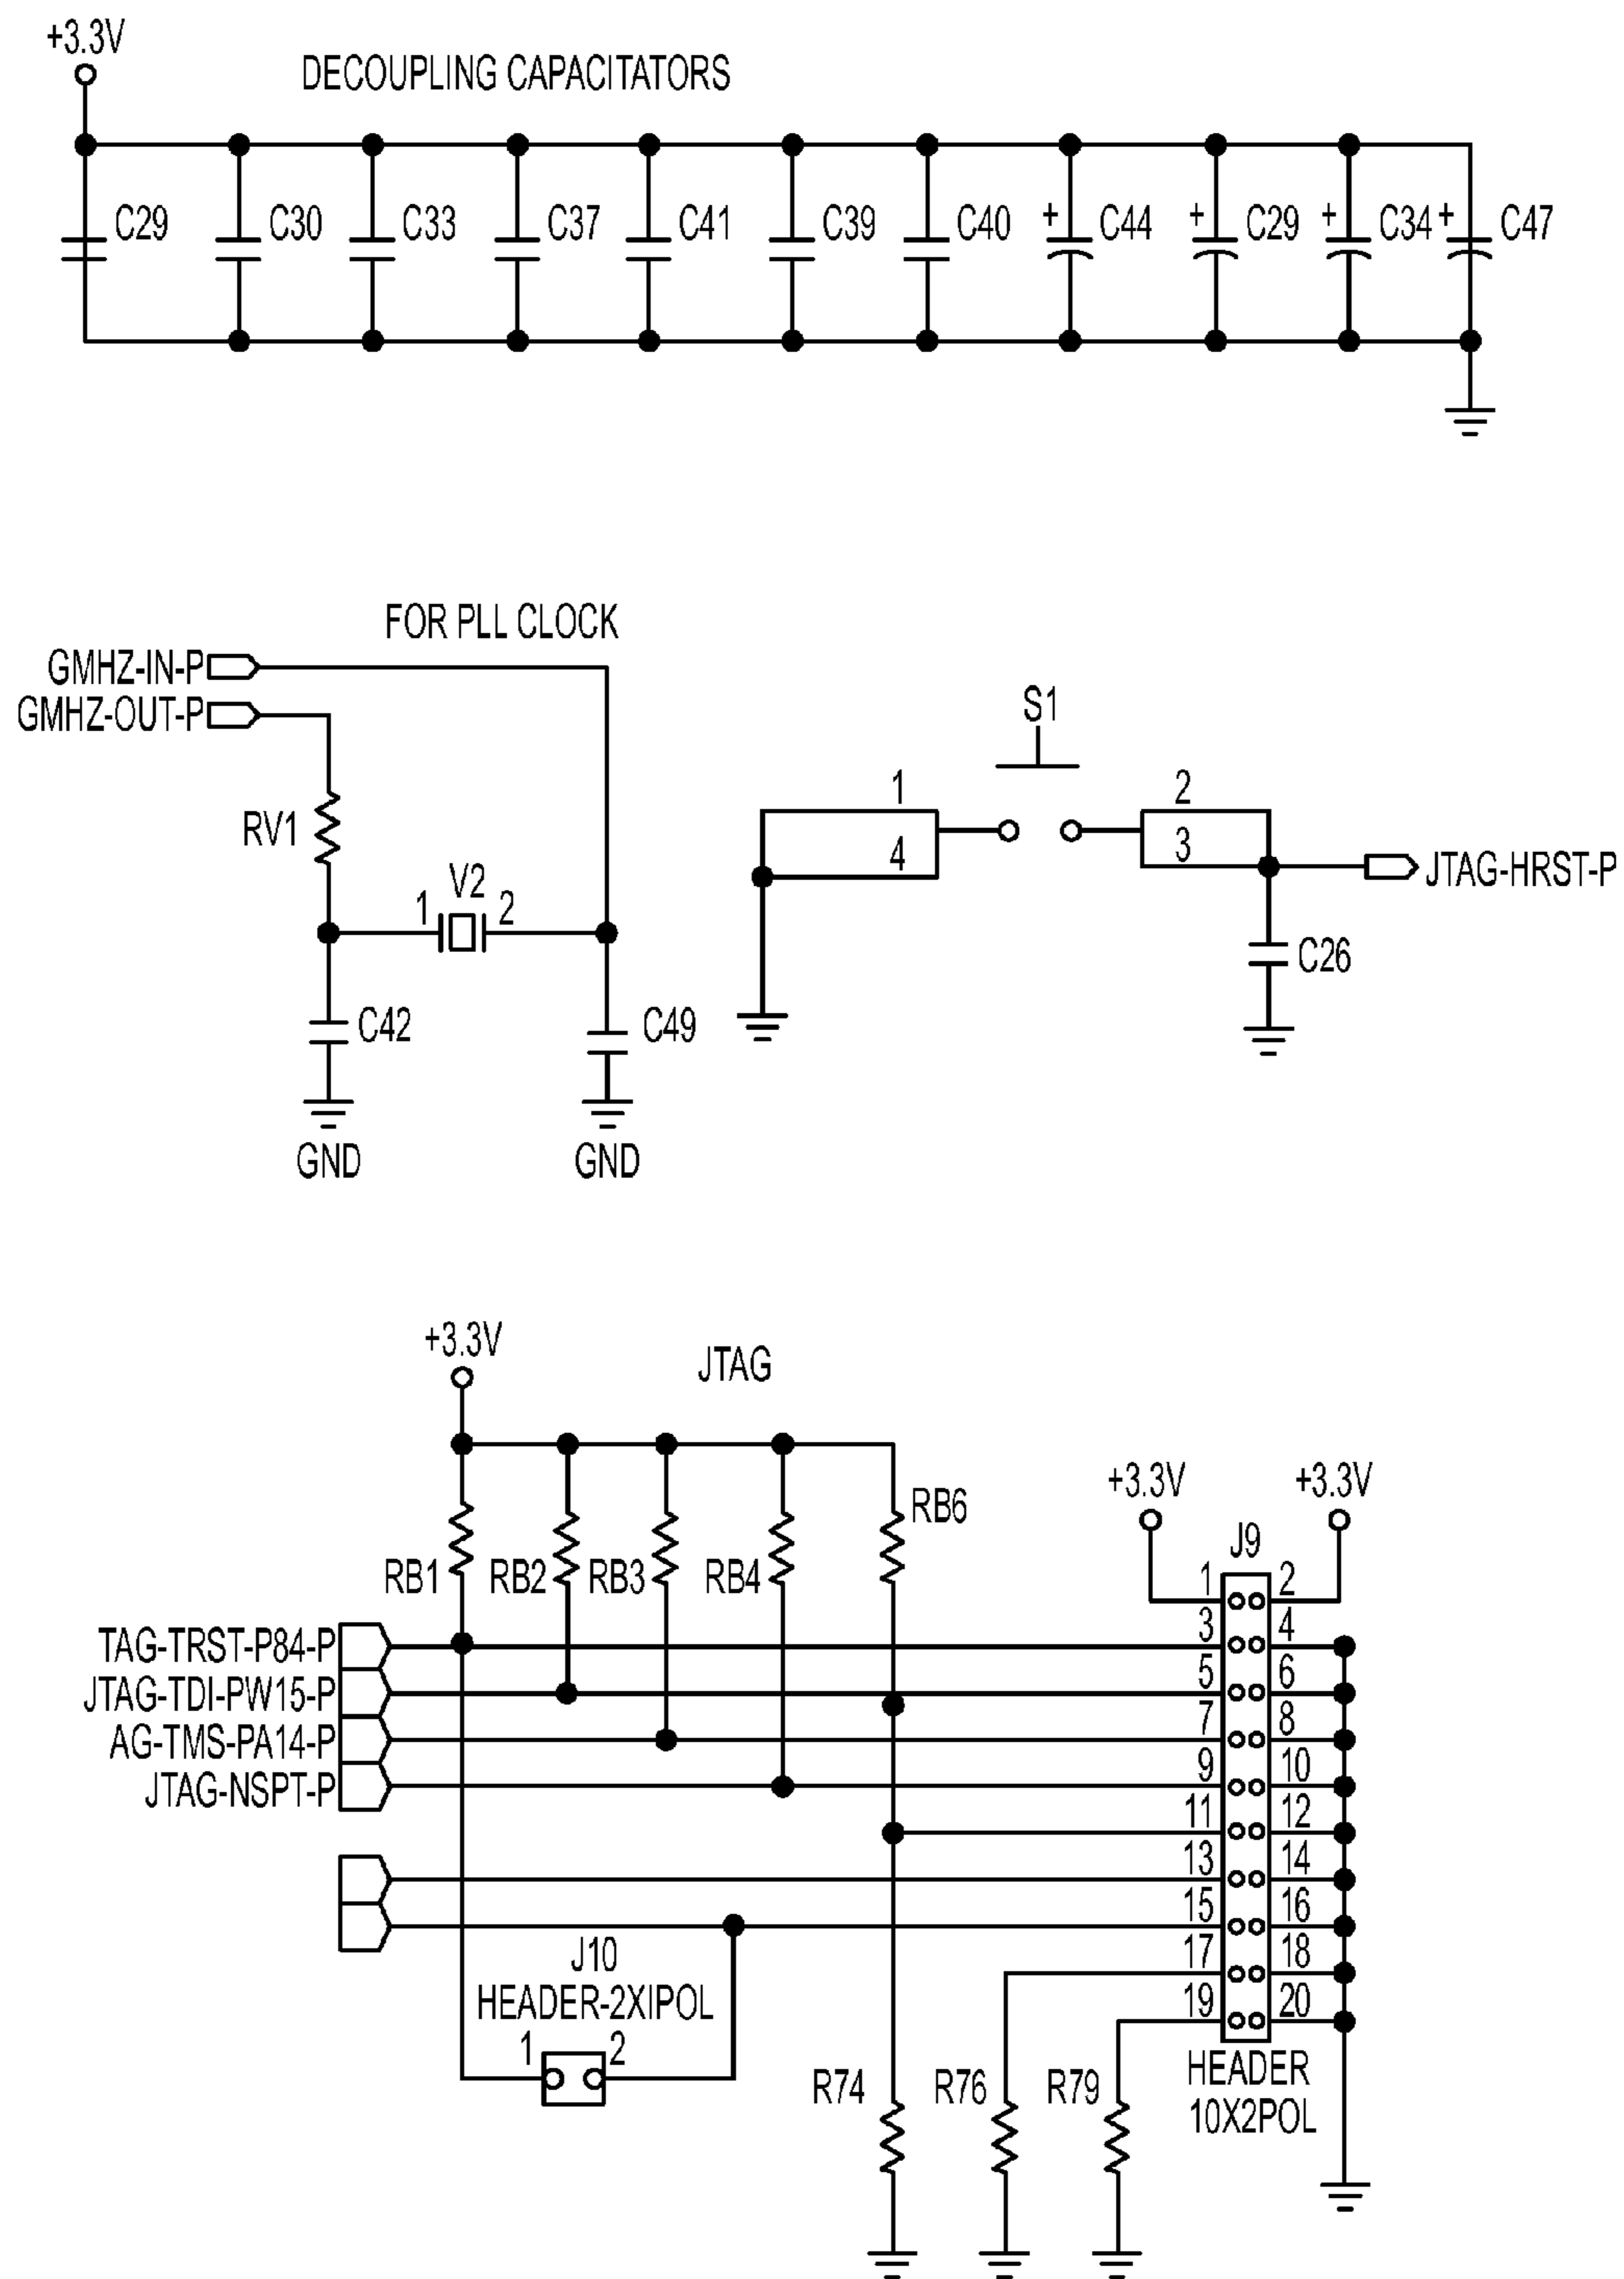 +3.3V
DECOUPLING CAPACITATORS
C29 C30 C33 C37 C41 C39 C40 + C44 + C29 + C34 + C47
FOR PLL CLOCK
GMHZ-IN-P
GMHZ-OUT-P
RV1
1 V2 2
C42
C49
GND
GND
S1
1
4
2
3
JTAG-HRST-P
C26
+3.3V
JTAG
RB1 RB2 RB3 RB4 RB6
+3.3V
+3.3V
J9
1 2
3 4
5 6
7 8
9 10
11 12
13 14
15 16
17 18
19 20
HEADER
10X2POL
TAG-TRST-P84-P
JTAG-TDI-PW15-P
AG-TMS-PA14-P
JTAG-NSPT-P
J10
HEADER-2XIPOL
1 2
R74 R76 R79